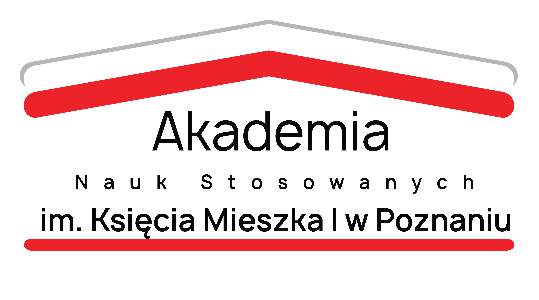 Akademia
Nauk Stosowanych
im. Księcia Mieszka I w Poznaniu